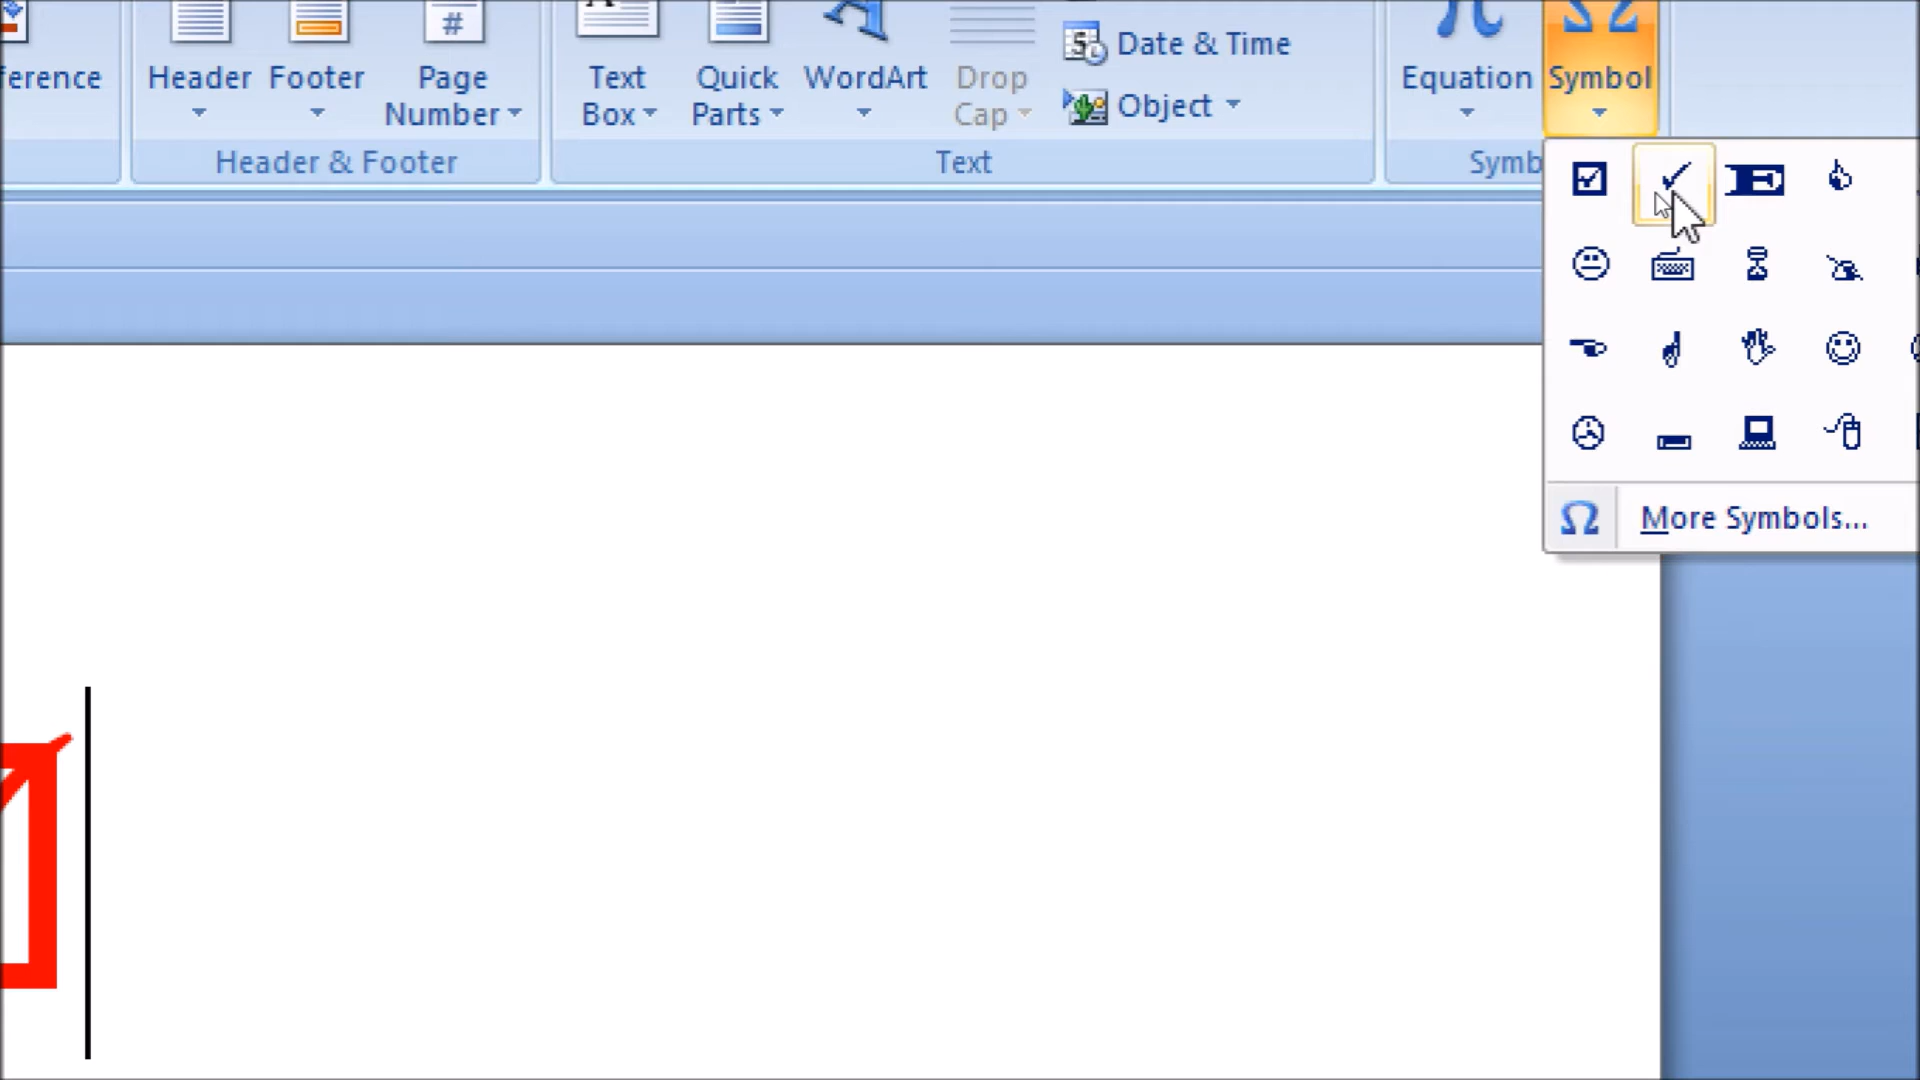 ference
Header
Footer
Page
Number
Text
Box
Quick
Parts
WordArt
Drop
Cap
Date & Time
Object
Equation
Symbol
Header & Footer
Text
Symb
More Symbols...